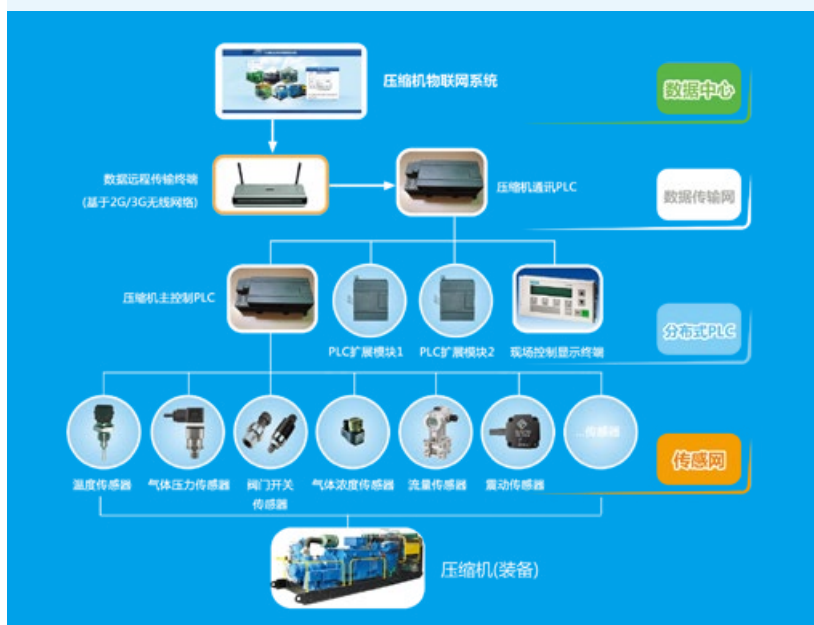 压缩机物联网系统
数据中心
数据远程传输终端
(基于2G/3G无线网络)
压缩机通讯PLC
数据传输网
压缩机主控制PLC
PLC扩展模块1
PLC扩展模块2
现场控制显示终端
分布式PLC
...传感器
传感网
温度传感器
气体压力传感器
阀门开关
传感器
气体浓度传感器
流量传感器
震动传感器
压缩机(装备)